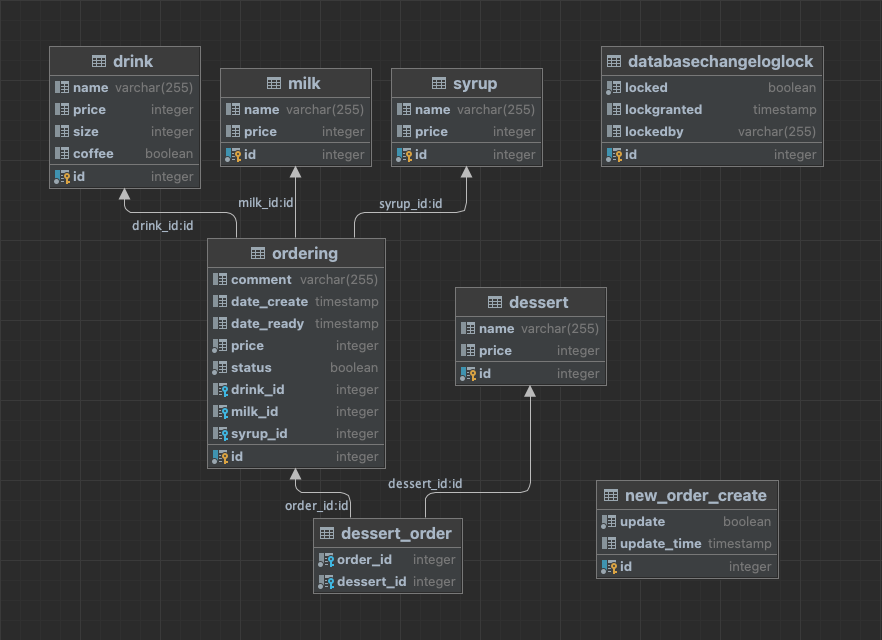 drink
name varchar(255)
price integer
size integer
coffee boolean
id integer
milk
name varchar(255)
price integer
id integer
syrup
name varchar(255)
price integer
id integer
databasechangeloglock
locked boolean
lockgranted timestamp
lockedby varchar(255)
id integer
drink_id:id
milk_id:id
syrup_id:id
ordering
comment varchar(255)
date_create timestamp
date_ready timestamp
price integer
status boolean
drink_id integer
milk_id integer
syrup_id integer
id integer
dessert
name varchar(255)
price integer
id integer
order_id:id
dessert_id:id
dessert_order
order_id integer
dessert_id integer
new_order_create
update boolean
update_time timestamp
id integer